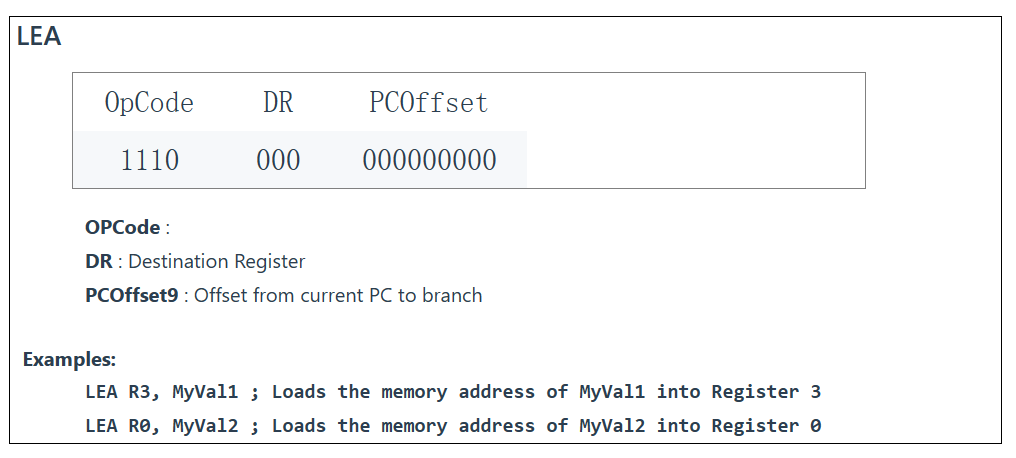 LEA
OpCode DR PCOffset
1110 000 000000000
OPCode :
DR : Destination Register
PCOffset9 : Offset from current PC to branch
Examples:
LEA R3, MyVal1 ; Loads the memory address of MyVal1 into Register 3
LEA R0, MyVal2 ; Loads the memory address of MyVal2 into Register 0